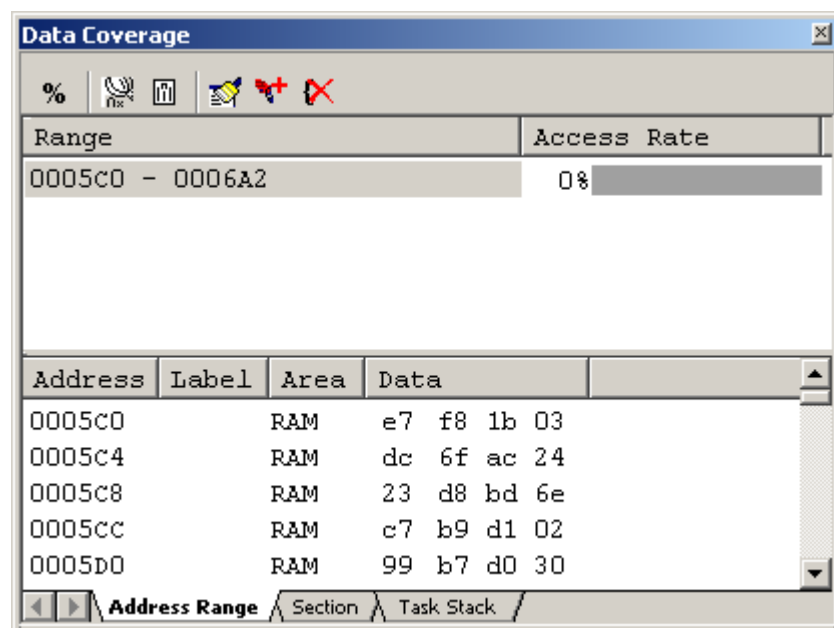 Data Coverage
%
Range Access Rate
0005C0 - 0006A2 0%
Address Label Area Data
0005C0 RAM e7 f8 1b 03
0005C4 RAM dc 6f ac 24
0005C8 RAM 23 d8 bd 6e
0005CC RAM c7 b9 d1 02
0005D0 RAM 99 b7 d0 30
Address Range Section Task Stack